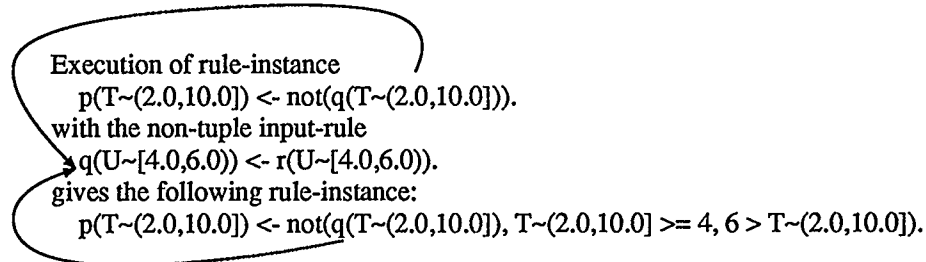 Execution of rule-instance
p(T~(2.0,10.0]) <- not(q(T~(2.0,10.0])).
with the non-tuple input-rule
q(U~[4.0,6.0)) <- r(U~[4.0,6.0)).
gives the following rule-instance:
p(T~(2.0,10.0]) <- not(q(T~(2.0,10.0]), T~(2.0,10.0] >= 4, 6 > T~(2.0,10.0]).